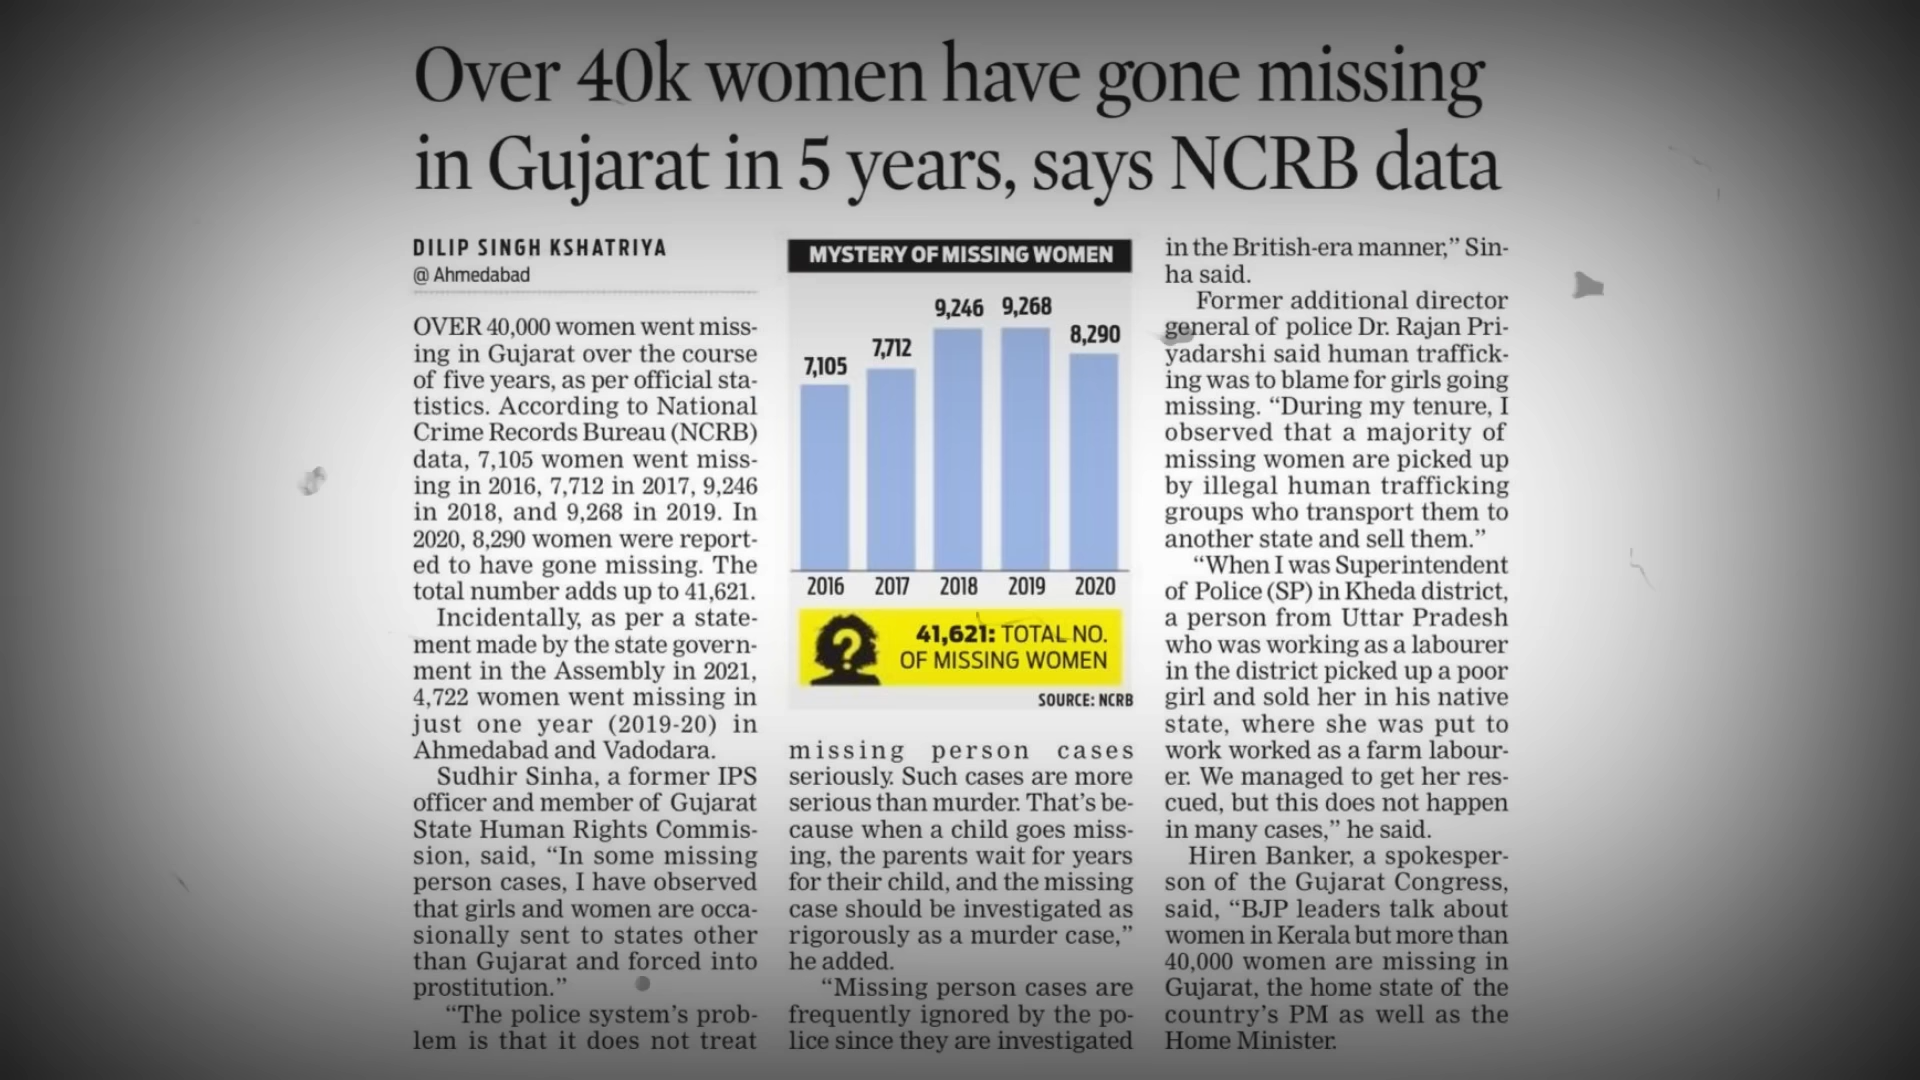 Over 40k women have gone missing
in Gujarat in 5 years, says NCRB data
DILIP SINGH KSHATRIYA
@ Ahmedabad
OVER 40,000 women went miss-
ing in Gujarat over the course
of five years, as per official sta-
tistics. According to National
Crime Records Bureau (NCRB)
data, 7,105 women went miss-
ing in 2016, 7,712 in 2017, 9,246
in 2018, and 9,268 in 2019. In
2020, 8,290 women were report-
ed to have gone missing. The
total number adds up to 41,621.
Incidentally, as per a state-
ment made by the state govern-
ment in the Assembly in 2021,
4,722 women went missing in
just one year (2019-20) in
Ahmedabad and Vadodara.
Sudhir Sinha, a former IPS
officer and member of Gujarat
State Human Rights Commis-
sion, said, “In some missing
person cases, I have observed
that girls and women are occa-
sionally sent to states other
than Gujarat and forced into
prostitution.”
“The police system’s prob-
lem is that it does not treat
MYSTERY OF MISSING WOMEN
7,105
7,712
9,246
9,268
8,290
2016 2017 2018 2019 2020
?
41,621: TOTAL NO.
OF MISSING WOMEN
SOURCE: NCRB
missing person cases
seriously. Such cases are more
serious than murder. That’s be-
cause when a child goes miss-
ing, the parents wait for years
for their child, and the missing
case should be investigated as
rigorously as a murder case,”
he added.
“Missing person cases are
frequently ignored by the po-
lice since they are investigated
in the British-era manner,” Sin-
ha said.
Former additional director
general of police Dr. Rajan Pri-
yadarshi said human traffick-
ing was to blame for girls going
missing. “During my tenure, I
observed that a majority of
missing women are picked up
by illegal human trafficking
groups who transport them to
another state and sell them.”
“When I was Superintendent
of Police (SP) in Kheda district,
a person from Uttar Pradesh
who was working as a labourer
in the district picked up a poor
girl and sold her in his native
state, where she was put to
work worked as a farm labour-
er. We managed to get her res-
cued, but this does not happen
in many cases,” he said.
Hiren Banker, a spokesper-
son of the Gujarat Congress,
said, “BJP leaders talk about
women in Kerala but more than
40,000 women are missing in
Gujarat, the home state of the
country’s PM as well as the
Home Minister.